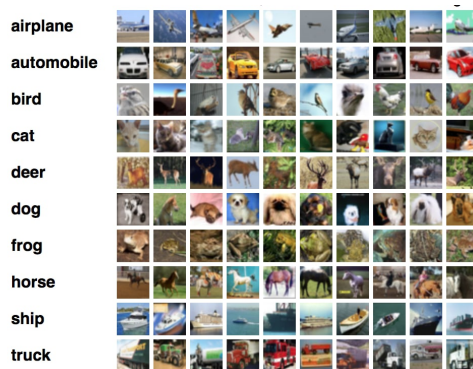 airplane
automobile
bird
cat
deer
dog
frog
horse
ship
truck